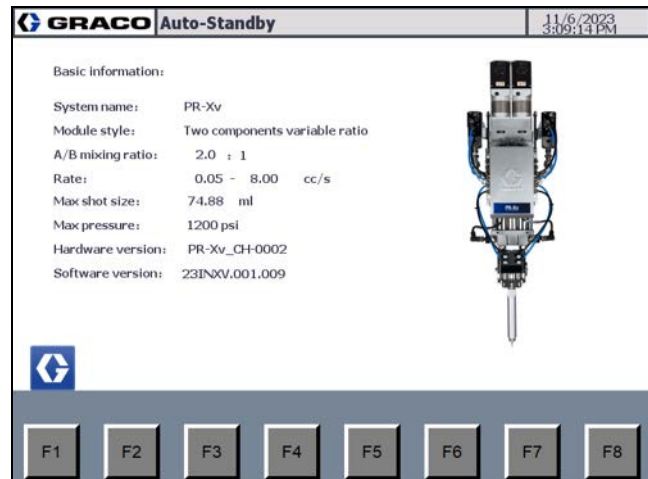 GRACO Auto-Standby 11/6/2023
3:09:14 PM
Basic information:
System name: PR-Xv
Module style: Two components variable ratio
A/B mixing ratio: 2.0 : 1
Rate: 0.05 - 8.00 cc/s
Max shot size: 74.88 ml
Max pressure: 1200 psi
Hardware version: PR-Xv_CH-0002
Software version: 23INXV.001.009
PR-Xv
F1 F2 F3 F4 F5 F6 F7 F8